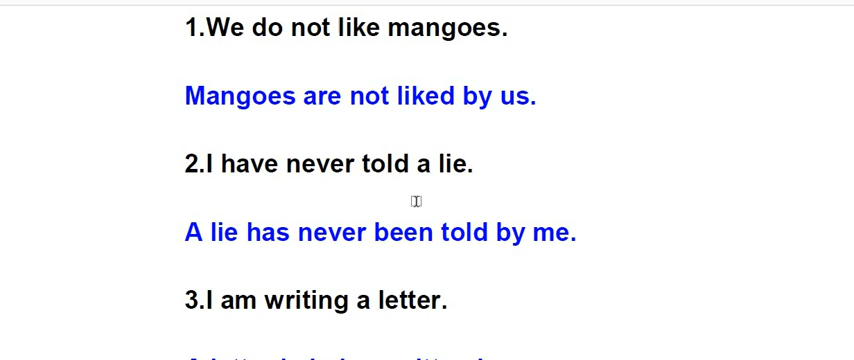 1.We do not like mangoes.
Mangoes are not liked by us.
2.I have never told a lie.
A lie has never been told by me.
3.I am writing a letter.